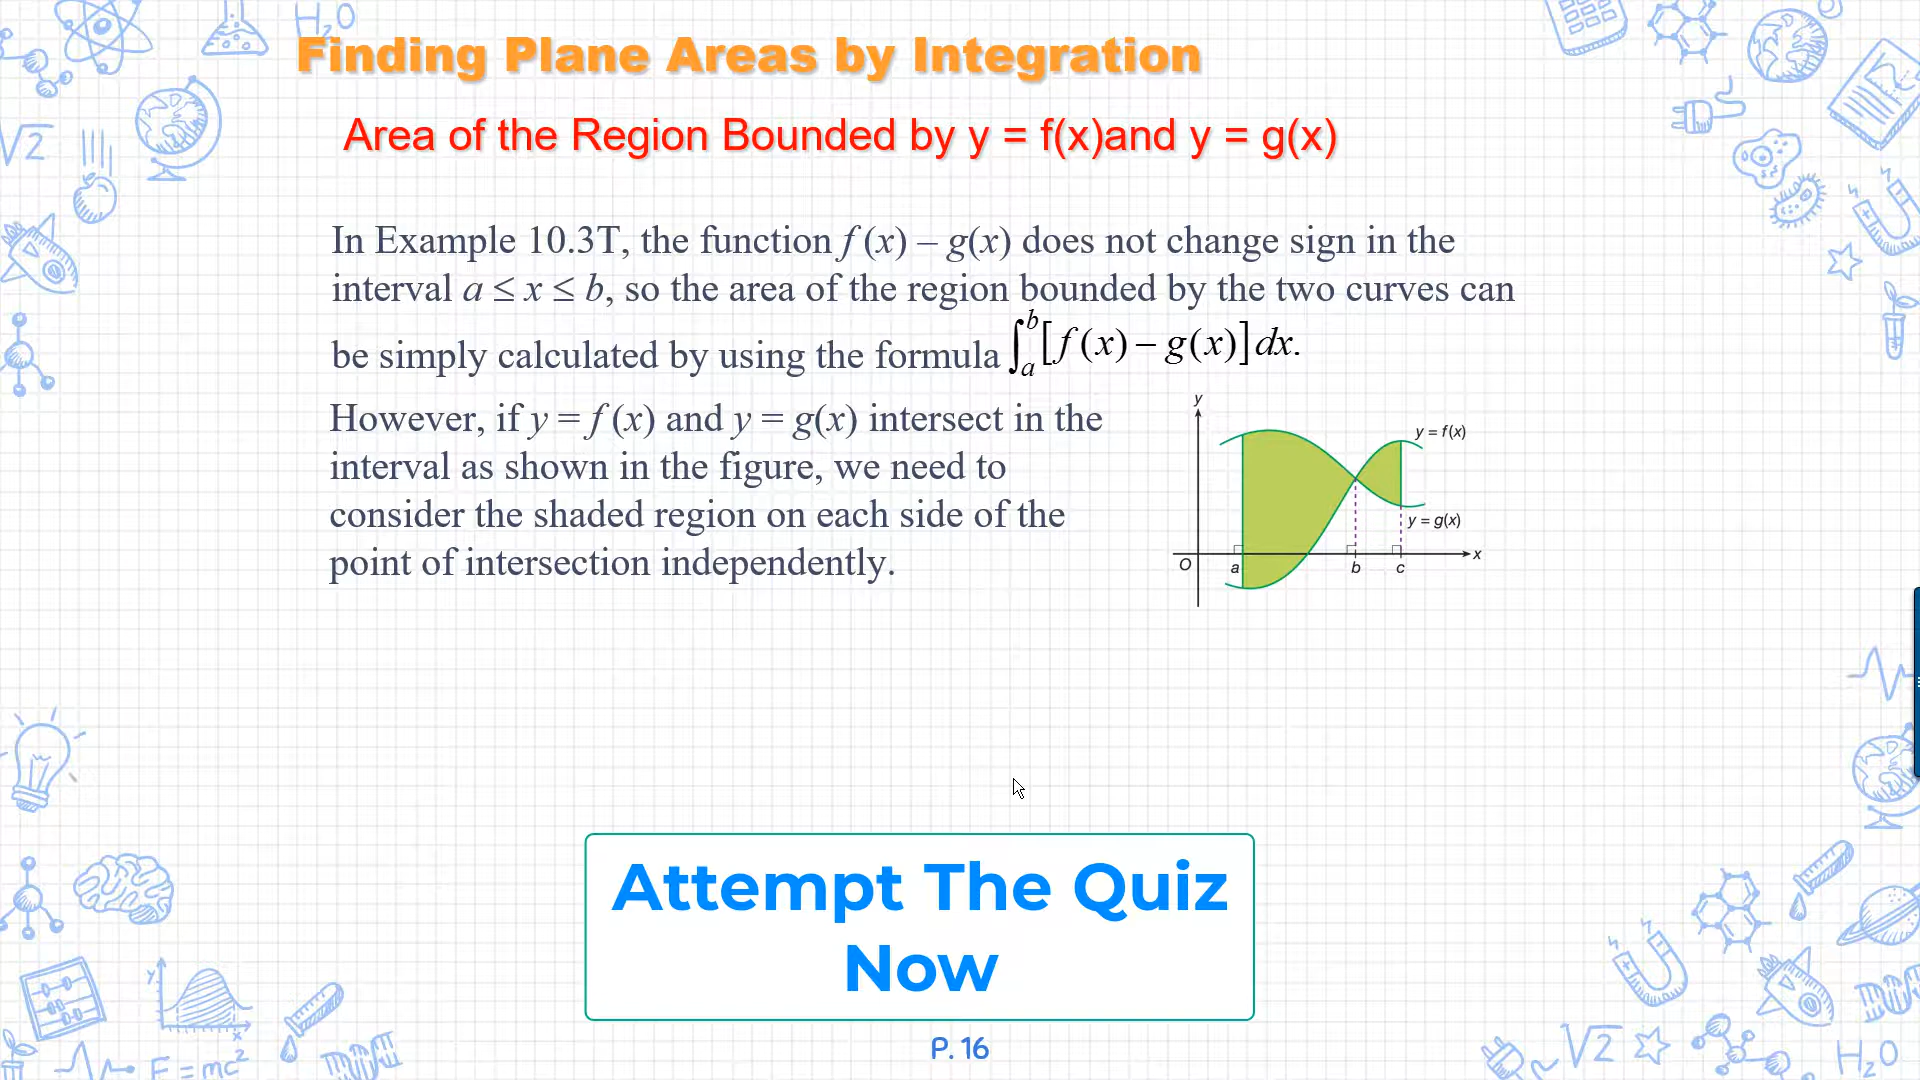 Finding Plane Areas by Integration
Area of the Region Bounded by y = f(x)and y = g(x)
In Example 10.3T, the function f (x) – g(x) does not change sign in the
interval a ≤ x ≤ b, so the area of the region bounded by the two curves can
be simply calculated by using the formula ∫_a^b [f (x) – g(x)] dx.
However, if y = f (x) and y = g(x) intersect in the
interval as shown in the figure, we need to
consider the shaded region on each side of the
point of intersection independently.
y
y = f(x)
y = g(x)
x
O
a
b
c
Attempt The Quiz
Now
P. 16
H₂O
√2
y
x
F = mc²
√2
H₂O